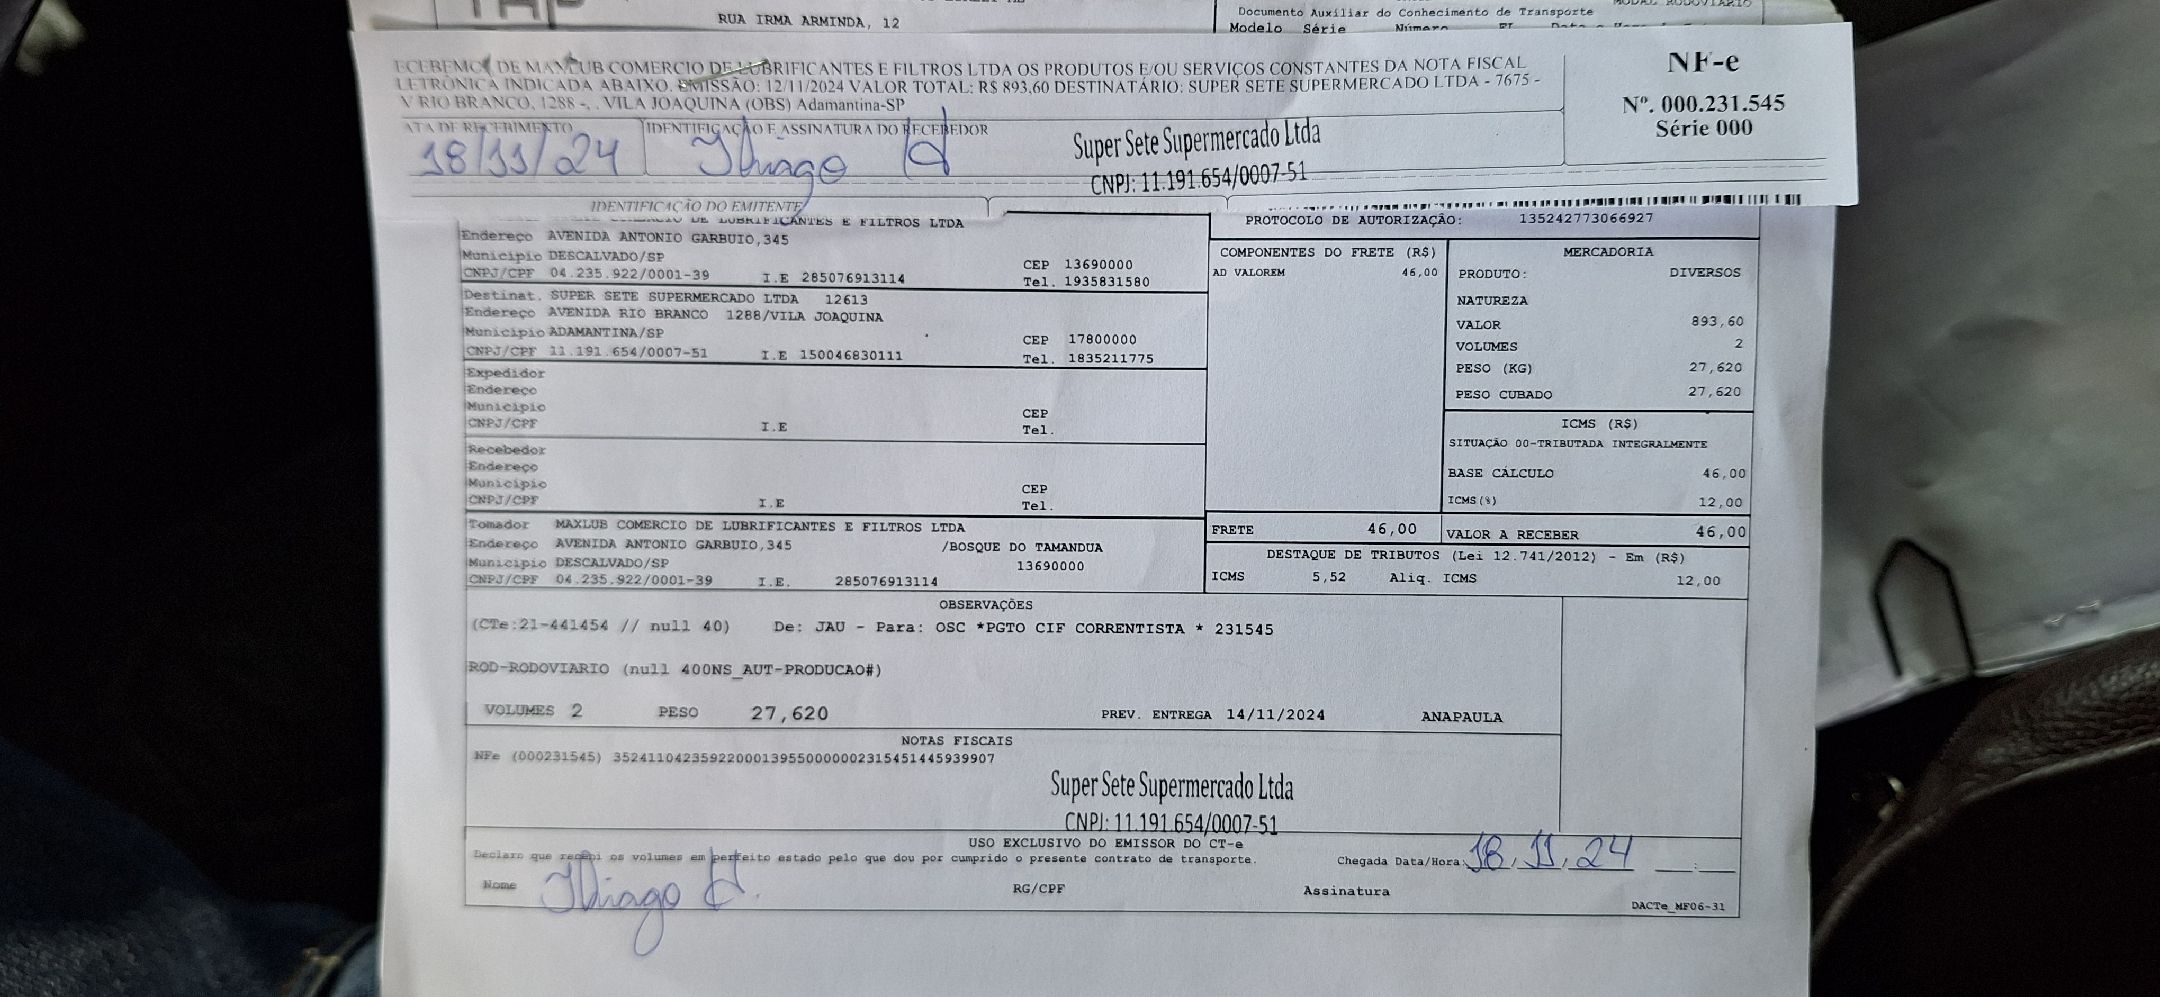 RUA IRMA ARMINDA, 12
Documento Auxiliar do Conhecimento de Transporte
MODAL RODOVIÁRIO
Modelo Série Número FL
ECEBEMOS DE MAXLUB COMERCIO DE LUBRIFICANTES E FILTROS LTDA OS PRODUTOS E/OU SERVIÇOS CONSTANTES DA NOTA FISCAL
LETRÔNICA INDICADA ABAIXO. EMISSÃO: 12/11/2024 VALOR TOTAL: R$ 893,60 DESTINATÁRIO: SUPER SETE SUPERMERCADO LTDA - 7675 -
V RIO BRANCO, 1288 -, . VILA JOAQUINA (OBS) Adamantina-SP
NF-e
Nº. 000.231.545
Série 000
ATA DE RECEBIMENTO
IDENTIFICAÇÃO E ASSINATURA DO RECEBEDOR
18/11/24
Thiago H
Super Sete Supermercado Ltda
CNPJ: 11.191.654/0007-51
IDENTIFICAÇÃO DO EMITENTE
DE LUBRIFICANTES E FILTROS LTDA
Endereço AVENIDA ANTONIO GARBUIO,345
Municipio DESCALVADO/SP
CEP 13690000
CNPJ/CPF 04.235.922/0001-39 I.E 285076913114 Tel. 1935831580
Destinat. SUPER SETE SUPERMERCADO LTDA 12613
Endereço AVENIDA RIO BRANCO 1288/VILA JOAQUINA
Municipio ADAMANTINA/SP CEP 17800000
CNPJ/CPF 11.191.654/0007-51 I.E 150046830111 Tel. 1835211775
Expedidor
Endereço
Municipio CEP
CNPJ/CPF I.E Tel.
Recebedor
Endereço
Municipio CEP
CNPJ/CPF I.E Tel.
Tomador MAXLUB COMERCIO DE LUBRIFICANTES E FILTROS LTDA
Endereço AVENIDA ANTONIO GARBUIO,345 /BOSQUE DO TAMANDUA
Municipio DESCALVADO/SP 13690000
CNPJ/CPF 04.235.922/0001-39 I.E. 285076913114
PROTOCOLO DE AUTORIZAÇÃO: 135242773066927
COMPONENTES DO FRETE (R$)
AD VALOREM 46,00
MERCADORIA
PRODUTO: DIVERSOS
NATUREZA
VALOR 893,60
VOLUMES 2
PESO (KG) 27,620
PESO CUBADO 27,620
ICMS (R$)
SITUAÇÃO 00-TRIBUTADA INTEGRALMENTE
BASE CÁLCULO 46,00
ICMS(%) 12,00
FRETE 46,00 VALOR A RECEBER 46,00
DESTAQUE DE TRIBUTOS (Lei 12.741/2012) - Em (R$)
ICMS 5,52 Aliq. ICMS 12,00
OBSERVAÇÕES
(CTe:21-441454 // null 40) De: JAU - Para: OSC *PGTO CIF CORRENTISTA * 231545
ROD-RODOVIARIO (null 400NS_AUT-PRODUCAO#)
VOLUMES 2 PESO 27,620 PREV. ENTREGA 14/11/2024 ANAPAULA
NOTAS FISCAIS
NFe (000231545) 35241104235922000139550000002315451445939907
Super Sete Supermercado Ltda
CNPJ: 11.191.654/0007-51
USO EXCLUSIVO DO EMISSOR DO CT-e
Declaro que recebi os volumes em perfeito estado pelo que dou por cumprido o presente contrato de transporte.
Chegada Data/Hora 18.11.24
Nome Thiago H. RG/CPF Assinatura
DACTe_MF06-31